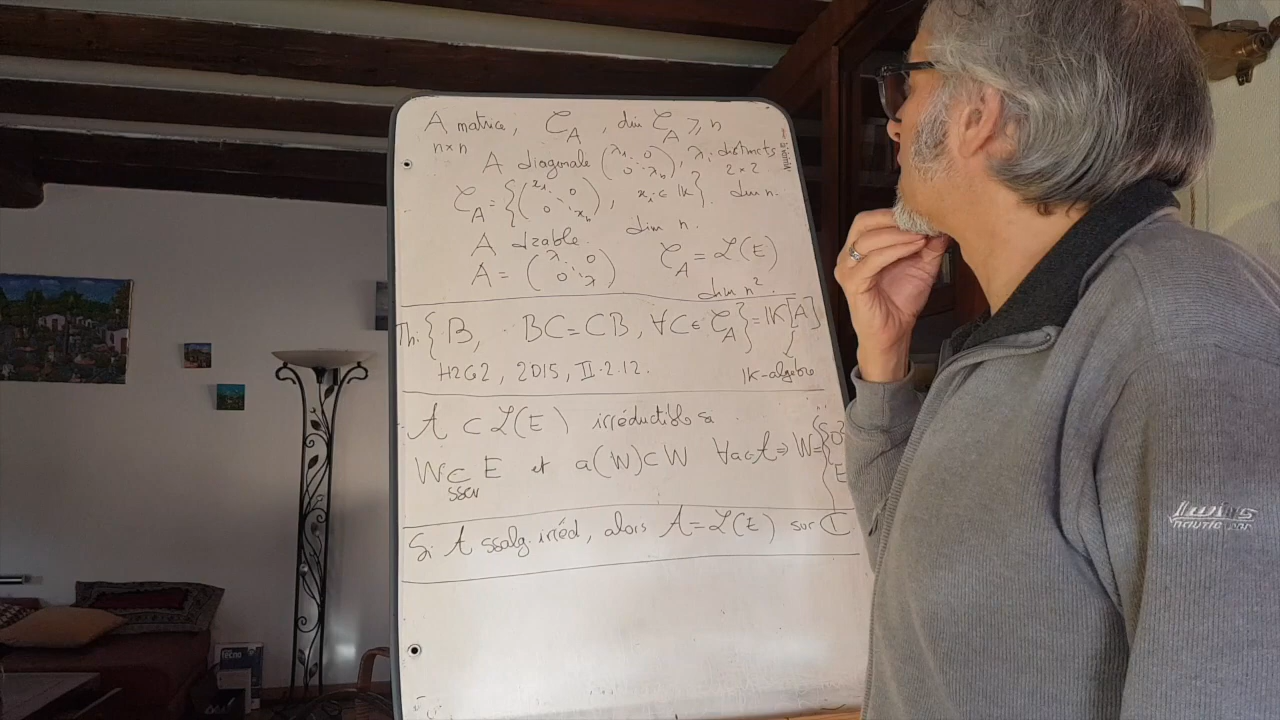 A matrice, 𝒞_A, dim 𝒞_A ⩾ n
n×n
A diagonale (λ₁ 0 / 0 λₙ), λᵢ distincts
2×2
𝒞_A = {(x₁ 0 / 0 xₙ), xᵢ ∈ 𝕂} dim n.
A dzable. dim n.
A = (λ 0 / 0 λ) 𝒞_A = ℒ(E)
dim n².
Th: {B, BC=CB, ∀C∈𝒞_A} = 𝕂[A]
H2G2, 2015, II.2.12. 𝕂-algèbre
𝒜 ⊂ ℒ(E) irréductible si
W ⊂ E et a(W)⊂W ∀a∈𝒜 ⇒ W = {{0} E
ssev
Si 𝒜 ssalg. irréd, alors 𝒜=ℒ(E) sur ℂ
nautic